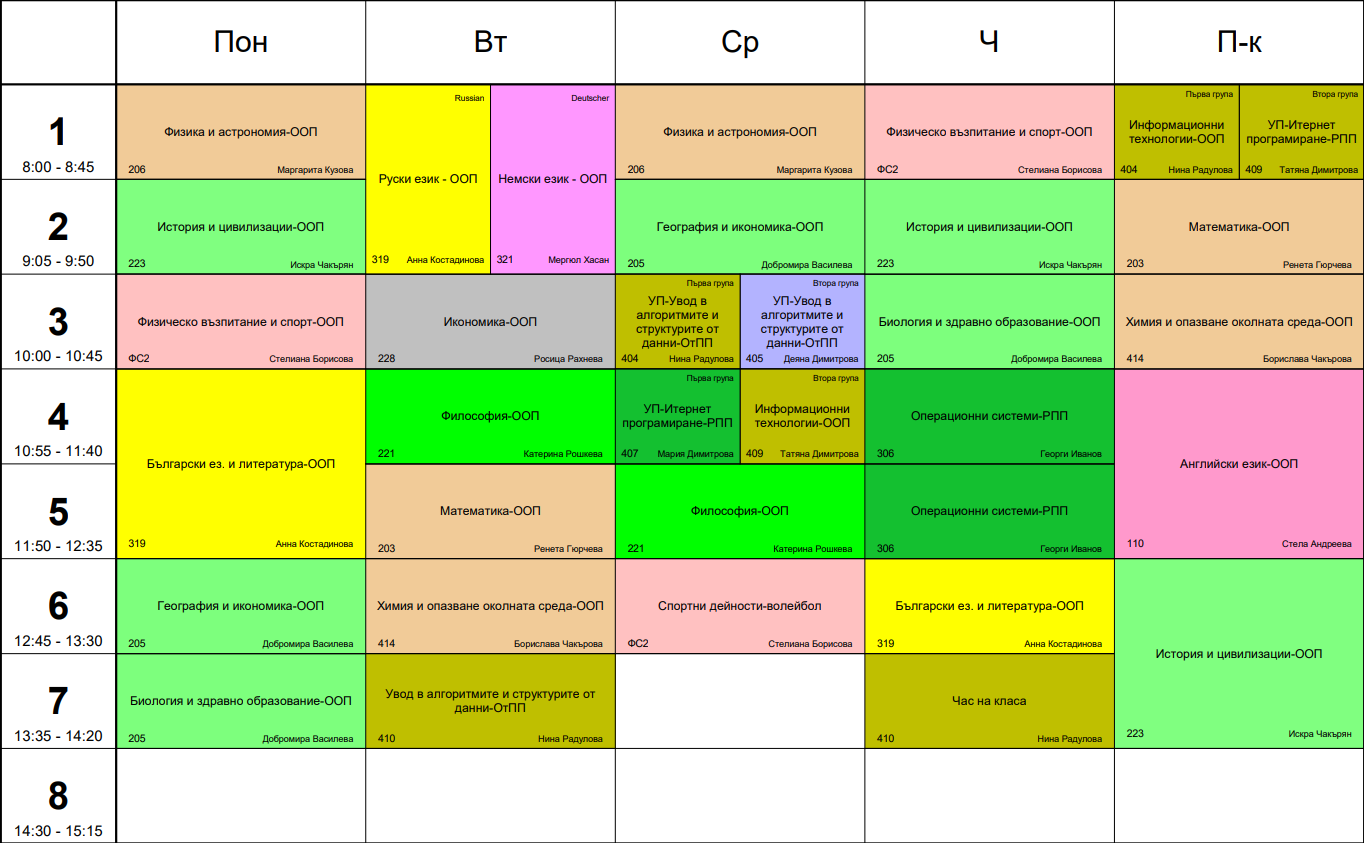 Пон
Вт
Ср
Ч
П-к
1
8:00 - 8:45
Физика и астрономия-ООП
206
Маргарита Кузова
Russian
Руски език - ООП
319
Анна Костадинова
Deutscher
Немски език - ООП
321
Мергюл Хасан
Физика и астрономия-ООП
206
Маргарита Кузова
Физическо възпитание и спорт-ООП
ФС2
Стелиана Борисова
Първа група
Информационни
технологии-ООП
404
Нина Радулова
Втора група
УП-Итернет
програмиране-РПП
409
Татяна Димитрова
2
9:05 - 9:50
История и цивилизации-ООП
223
Искра Чакърян
География и икономика-ООП
205
Добромира Василева
История и цивилизации-ООП
223
Искра Чакърян
Математика-ООП
203
Ренета Гюрчева
3
10:00 - 10:45
Физическо възпитание и спорт-ООП
ФС2
Стелиана Борисова
Икономика-ООП
228
Росица Рахнева
Първа група
УП-Увод в
алгоритмите и
структурите от
данни-ОтПП
404
Нина Радулова
Втора група
УП-Увод в
алгоритмите и
структурите от
данни-ОтПП
405
Деяна Димитрова
Биология и здравно образование-ООП
205
Добромира Василева
Химия и опазване околната среда-ООП
414
Борислава Чакърова
4
10:55 - 11:40
Български ез. и литература-ООП
319
Анна Костадинова
Философия-ООП
221
Катерина Рошкева
Първа група
УП-Итернет
програмиране-РПП
407
Мария Димитрова
Втора група
Информационни
технологии-ООП
409
Татяна Димитрова
Операционни системи-РПП
306
Георги Иванов
Английски език-ООП
110
Стела Андреева
5
11:50 - 12:35
Математика-ООП
203
Ренета Гюрчева
Философия-ООП
221
Катерина Рошкева
Операционни системи-РПП
306
Георги Иванов
6
12:45 - 13:30
География и икономика-ООП
205
Добромира Василева
Химия и опазване околната среда-ООП
414
Борислава Чакърова
Спортни дейности-волейбол
ФС2
Стелиана Борисова
Български ез. и литература-ООП
319
Анна Костадинова
История и цивилизации-ООП
223
Искра Чакърян
7
13:35 - 14:20
Биология и здравно образование-ООП
205
Добромира Василева
Увод в алгоритмите и структурите от
данни-ОтПП
410
Нина Радулова
Час на класа
410
Нина Радулова
8
14:30 - 15:15